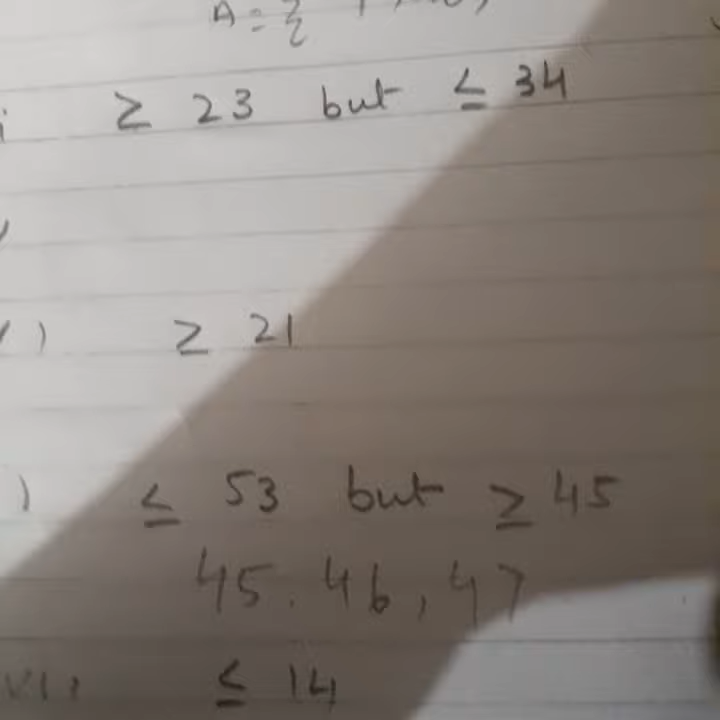 ≥ 23 but ≤ 34
≥ 21
) ≤ 53 but ≥ 45
45. 46, 47
≤ 14